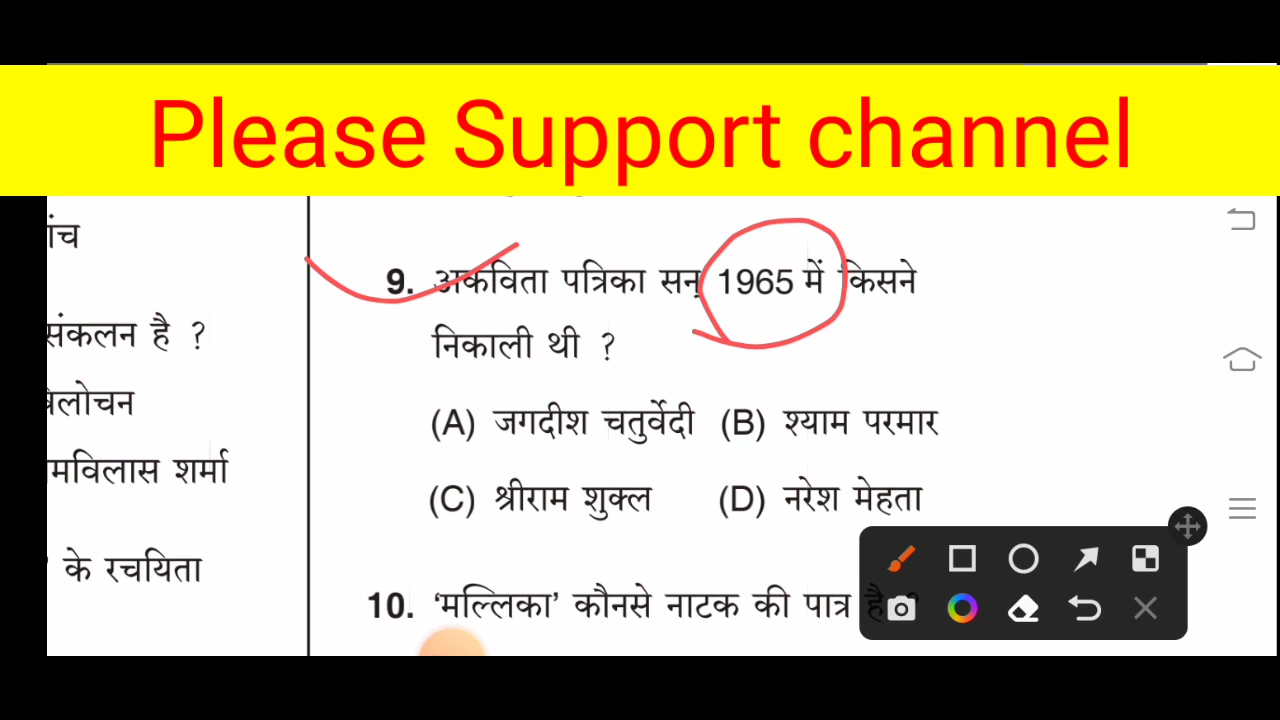 Please Support channel
संकलन है ?
मविलास शर्मा
के रचयिता
9. अकविता पत्रिका सन् 1965 में किसने
निकाली थी ?
(A) जगदीश चतुर्वेदी (B) श्याम परमार
(C) श्रीराम शुक्ल (D) नरेश मेहता
10. ‘मल्लिका’ कौनसे नाटक की पात्र है ?